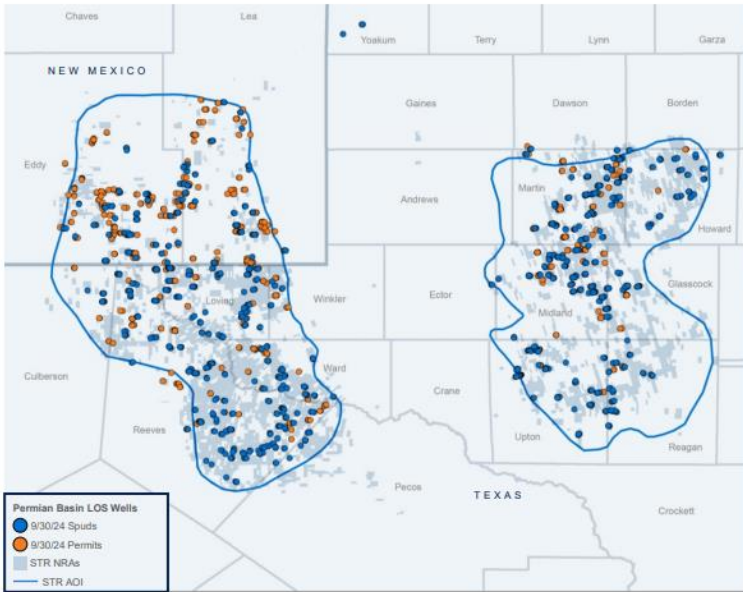 Chaves
Lea
Yoakum
Terry
Lynn
Garza
NEW MEXICO
Gaines
Dawson
Borden
Eddy
Andrews
Martin
Howard
Loving
Winkler
Ector
Glasscock
Midland
Culberson
Ward
Crane
Reeves
Upton
Reagan
Pecos
TEXAS
Crockett
Permian Basin LOS Wells
9/30/24 Spuds
9/30/24 Permits
STR NRAs
STR AOI